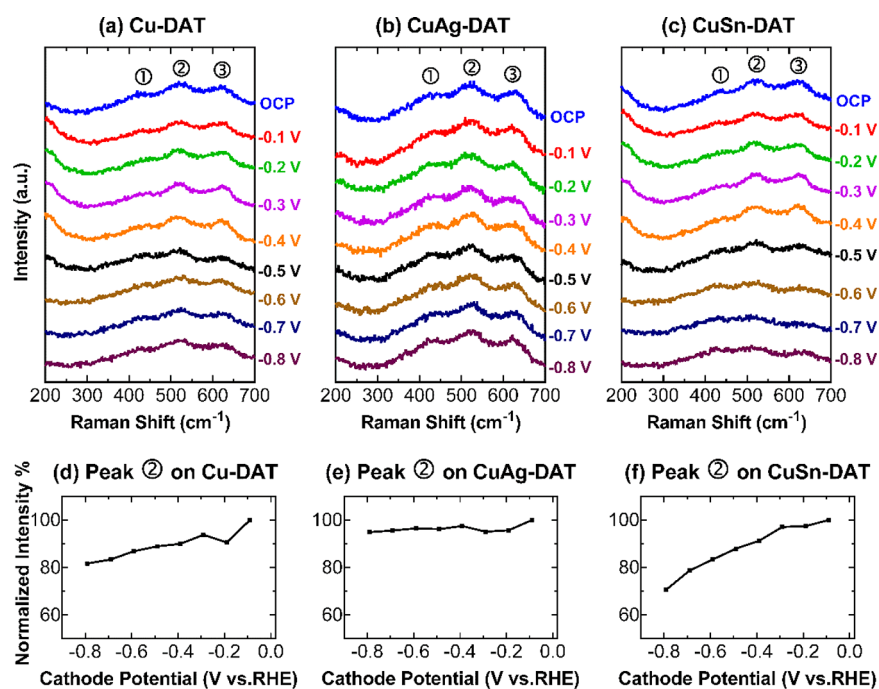 (a) Cu-DAT
(b) CuAg-DAT
(c) CuSn-DAT
Intensity (a.u.)
① ② ③
OCP
-0.1 V
-0.2 V
-0.3 V
-0.4 V
-0.5 V
-0.6 V
-0.7 V
-0.8 V
200 300 400 500 600 700
Raman Shift (cm-1)
① ② ③
OCP
-0.1 V
-0.2 V
-0.3 V
-0.4 V
-0.5 V
-0.6 V
-0.7 V
-0.8 V
200 300 400 500 600 700
Raman Shift (cm-1)
① ② ③
OCP
-0.1 V
-0.2 V
-0.3 V
-0.4 V
-0.5 V
-0.6 V
-0.7 V
-0.8 V
200 300 400 500 600 700
Raman Shift (cm-1)
(d) Peak ② on Cu-DAT
Normalized Intensity %
100
80
60
-0.8 -0.6 -0.4 -0.2 0.0
Cathode Potential (V vs.RHE)
(e) Peak ② on CuAg-DAT
100
80
60
-0.8 -0.6 -0.4 -0.2 0.0
Cathode Potential (V vs.RHE)
(f) Peak ② on CuSn-DAT
100
80
60
-0.8 -0.6 -0.4 -0.2 0.0
Cathode Potential (V vs.RHE)